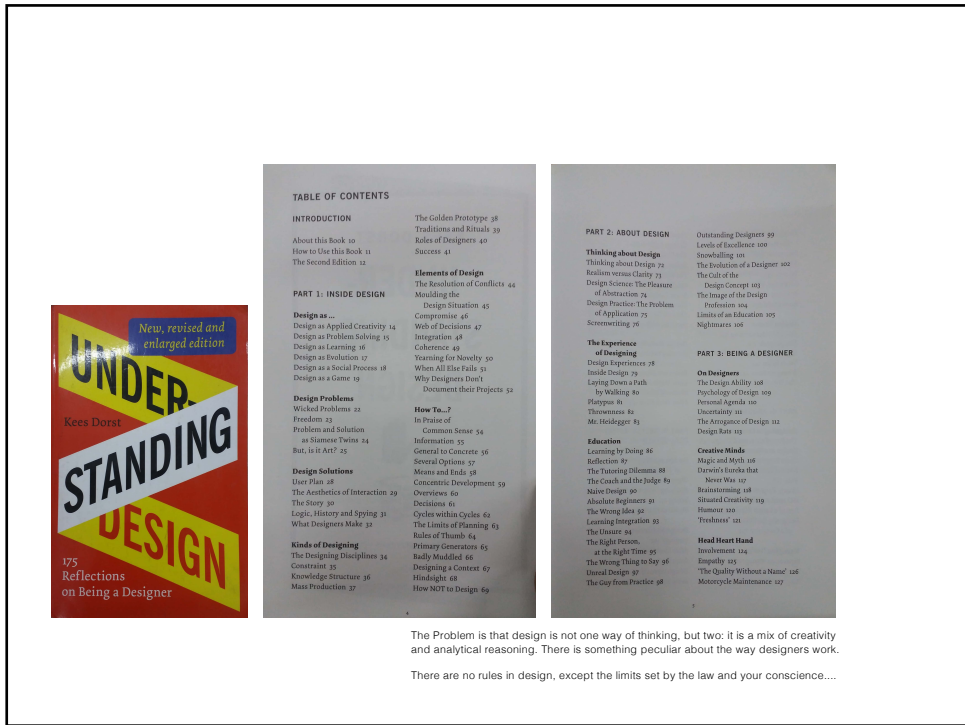 New, revised and
enlarged edition
UNDER-
Kees Dorst
STANDING
DESIGN
175
Reflections
on Being a Designer
TABLE OF CONTENTS
INTRODUCTION
About this Book 10
How to Use this Book 11
The Second Edition 12
PART 1: INSIDE DESIGN
Design as ...
Design as Applied Creativity 14
Design as Problem Solving 15
Design as Learning 16
Design as Evolution 17
Design as a Social Process 18
Design as a Game 19
Design Problems
Wicked Problems 22
Freedom 23
Problem and Solution
as Siamese Twins 24
But, is it Art? 25
Design Solutions
User Plan 28
The Aesthetics of Interaction 29
The Story 30
Logic, History and Spying 31
What Designers Make 32
Kinds of Designing
The Designing Disciplines 34
Constraint 35
Knowledge Structure 36
Mass Production 37
The Golden Prototype 38
Traditions and Rituals 39
Roles of Designers 40
Success 41
Elements of Design
The Resolution of Conflicts 44
Moulding the
Design Situation 45
Compromise 46
Web of Decisions 47
Integration 48
Coherence 49
Yearning for Novelty 50
When All Else Fails 51
Why Designers Don't
Document their Projects 52
How To...?
In Praise of
Common Sense 54
Information 55
General to Concrete 56
Several Options 57
Means and Ends 58
Concentric Development 59
Overviews 60
Decisions 61
Cycles within Cycles 62
The Limits of Planning 63
Rules of Thumb 64
Primary Generators 65
Badly Muddled 66
Designing a Context 67
Hindsight 68
How NOT to Design 69
PART 2: ABOUT DESIGN
Thinking about Design
Thinking about Design 72
Realism versus Clarity 73
Design Science: The Pleasure
of Abstraction 74
Design Practice: The Problem
of Application 75
Screenwriting 76
The Experience
of Designing
Design Experiences 78
Inside Design 79
Laying Down a Path
by Walking 80
Platypus 81
Thrownness 82
Mr. Heidegger 83
Education
Learning by Doing 86
Reflection 87
The Tutoring Dilemma 88
The Coach and the Judge 89
Naive Design 90
Absolute Beginners 91
The Wrong Idea 92
Learning Integration 93
The Unsure 94
The Right Person,
at the Right Time 95
The Wrong Thing to Say 96
Unreal Design 97
The Guy from Practice 98
Outstanding Designers 99
Levels of Excellence 100
Snowballing 101
The Evolution of a Designer 102
The Cult of the
Design Concept 103
The Image of the Design
Profession 104
Limits of an Education 105
Nightmares 106
PART 3: BEING A DESIGNER
On Designers
The Design Ability 108
Psychology of Design 109
Personal Agenda 110
Uncertainty 111
The Arrogance of Design 112
Design Rats 113
Creative Minds
Magic and Myth 116
Darwin's Eureka that
Never Was 117
Brainstorming 118
Situated Creativity 119
Humour 120
'Freshness' 121
Head Heart Hand
Involvement 124
Empathy 125
'The Quality Without a Name' 126
Motorcycle Maintenance 127
The Problem is that design is not one way of thinking, but two: it is a mix of creativity
and analytical reasoning. There is something peculiar about the way designers work.
There are no rules in design, except the limits set by the law and your conscience....